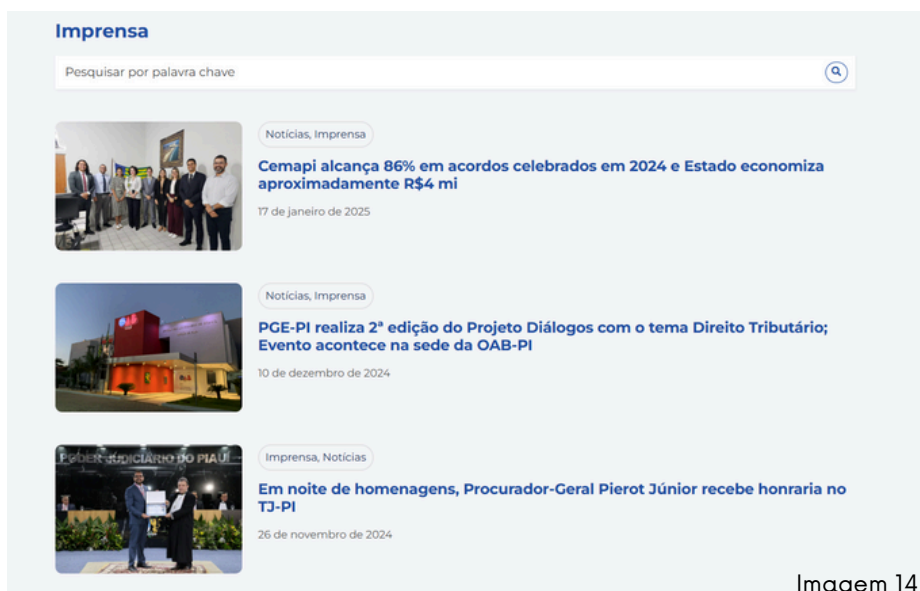 Imprensa
Pesquisar por palavra chave
Notícias, Imprensa
Cemapi alcança 86% em acordos celebrados em 2024 e Estado economiza
aproximadamente R$4 mi
17 de janeiro de 2025
Notícias, Imprensa
PGE-PI realiza 2ª edição do Projeto Diálogos com o tema Direito Tributário;
Evento acontece na sede da OAB-PI
10 de dezembro de 2024
PODER JUDICIÁRIO DO PIAU
Imprensa, Notícias
Em noite de homenagens, Procurador-Geral Pierot Júnior recebe honraria no
TJ-PI
26 de novembro de 2024
Imagem 14